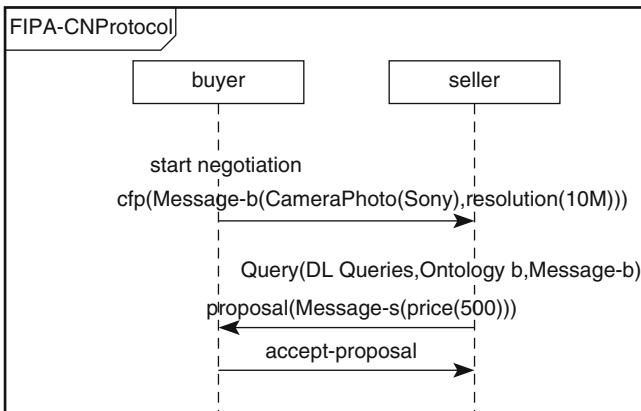 FIPA-CNProtocol
buyer
seller
start negotiation
cfp(Message-b(CameraPhoto(Sony),resolution(10M)))
Query(DL Queries,Ontology b,Message-b)
proposal(Message-s(price(500)))
accept-proposal